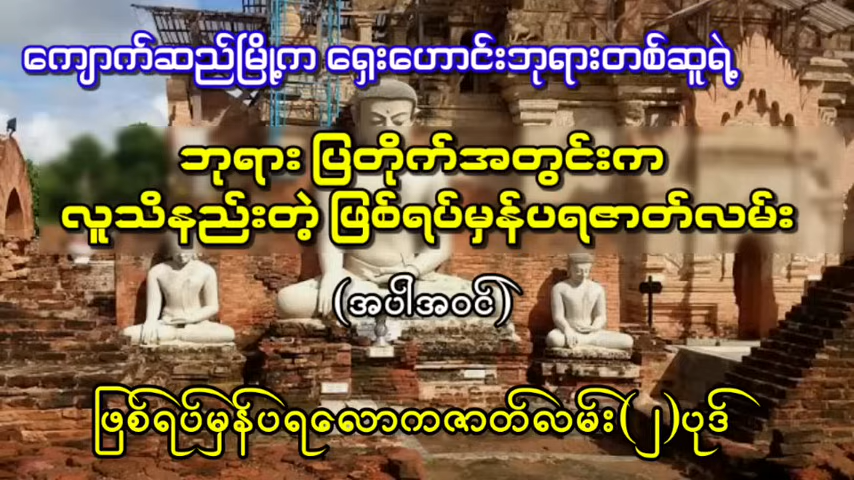 ကျောက်ဆည်မြို့က ရှေးဟောင်းဘုရားတစ်ဆူရဲ့
ဘုရား ပြတိုက်အတွင်းက
လူသိနည်းတဲ့ ဖြစ်ရပ်မှန်ပရဇာတ်လမ်း
(အပါအဝင်)
ဖြစ်ရပ်မှန်ပရလောကဇာတ်လမ်း(၂)ပုဒ်